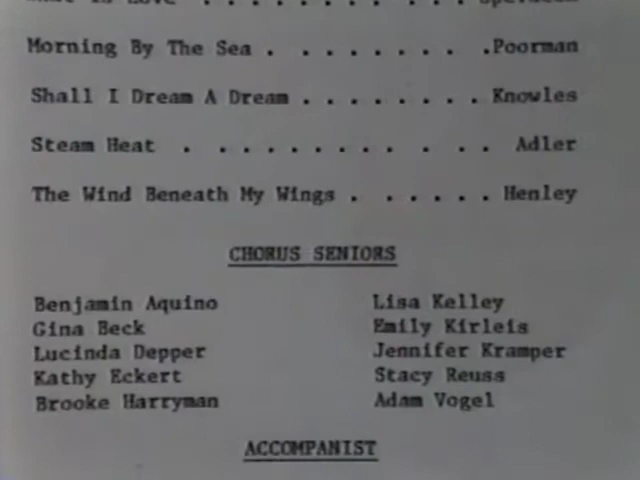 Morning By The Sea . . . . . . . . .Poorman
Shall I Dream A Dream . . . . . . . . Knowles
Steam Heat . . . . . . . . . . . Adler
The Wind Beneath My Wings . . . . . . Henley
CHORUS SENIORS
Benjamin Aquino Lisa Kelley
Gina Beck Emily Kirleis
Lucinda Depper Jennifer Kramper
Kathy Eckert Stacy Reuss
Brooke Harryman Adam Vogel
ACCOMPANIST